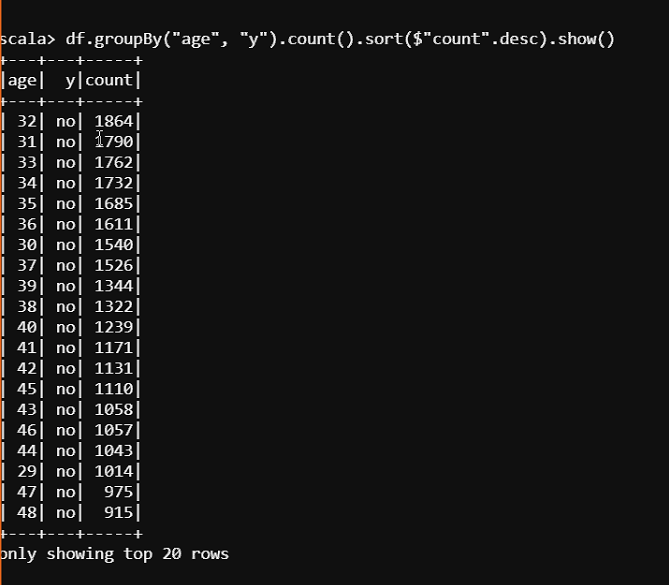 scala> df.groupBy("age", "y").count().sort($"count".desc).show()
+---+---+-----+
|age|  y|count|
+---+---+-----+
| 32| no| 1864|
| 31| no| 1790|
| 33| no| 1762|
| 34| no| 1732|
| 35| no| 1685|
| 36| no| 1611|
| 30| no| 1540|
| 37| no| 1526|
| 39| no| 1344|
| 38| no| 1322|
| 40| no| 1239|
| 41| no| 1171|
| 42| no| 1131|
| 45| no| 1110|
| 43| no| 1058|
| 46| no| 1057|
| 44| no| 1043|
| 29| no| 1014|
| 47| no|  975|
| 48| no|  915|
+---+---+-----+
only showing top 20 rows